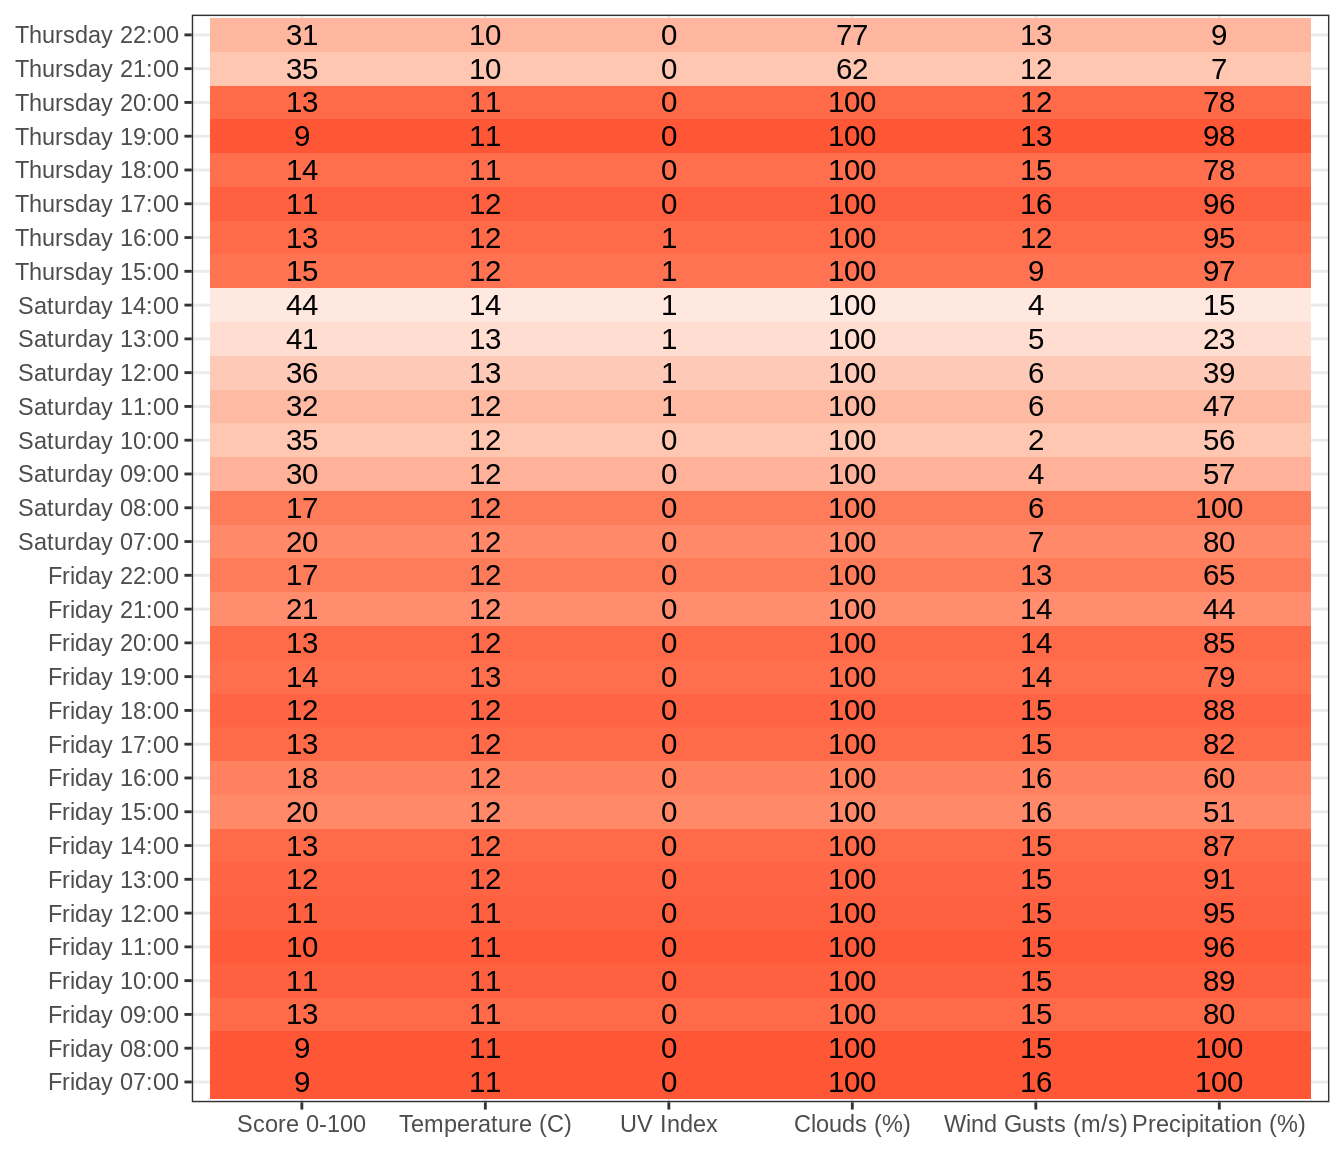 Thursday 22:00 31 10 0 77 13 9
Thursday 21:00 35 10 0 62 12 7
Thursday 20:00 13 11 0 100 12 78
Thursday 19:00 9 11 0 100 13 98
Thursday 18:00 14 11 0 100 15 78
Thursday 17:00 11 12 0 100 16 96
Thursday 16:00 13 12 1 100 12 95
Thursday 15:00 15 12 1 100 9 97
Saturday 14:00 44 14 1 100 4 15
Saturday 13:00 41 13 1 100 5 23
Saturday 12:00 36 13 1 100 6 39
Saturday 11:00 32 12 1 100 6 47
Saturday 10:00 35 12 0 100 2 56
Saturday 09:00 30 12 0 100 4 57
Saturday 08:00 17 12 0 100 6 100
Saturday 07:00 20 12 0 100 7 80
Friday 22:00 17 12 0 100 13 65
Friday 21:00 21 12 0 100 14 44
Friday 20:00 13 12 0 100 14 85
Friday 19:00 14 13 0 100 14 79
Friday 18:00 12 12 0 100 15 88
Friday 17:00 13 12 0 100 15 82
Friday 16:00 18 12 0 100 16 60
Friday 15:00 20 12 0 100 16 51
Friday 14:00 13 12 0 100 15 87
Friday 13:00 12 12 0 100 15 91
Friday 12:00 11 11 0 100 15 95
Friday 11:00 10 11 0 100 15 96
Friday 10:00 11 11 0 100 15 89
Friday 09:00 13 11 0 100 15 80
Friday 08:00 9 11 0 100 15 100
Friday 07:00 9 11 0 100 16 100
Score 0-100 Temperature (C) UV Index Clouds (%) Wind Gusts (m/s) Precipitation (%)